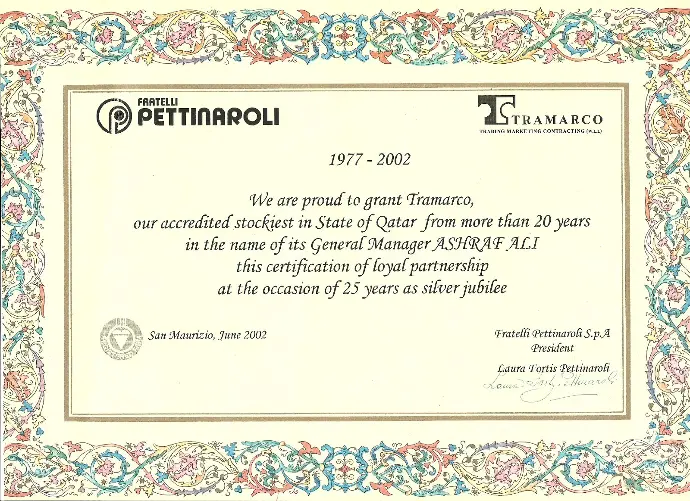 FRATELLI
PETTINAROLI
TRAMARCO
TRADING MARKETING CONTRACTING (W.L.L)
1977 - 2002
We are proud to grant Tramarco,
our accredited stockiest in State of Qatar from more than 20 years
in the name of its General Manager ASHRAF ALI
this certification of loyal partnership
at the occasion of 25 years as silver jubilee
San Maurizio, June 2002
Fratelli Pettinaroli S.p.A
President
Laura Tortis Pettinaroli